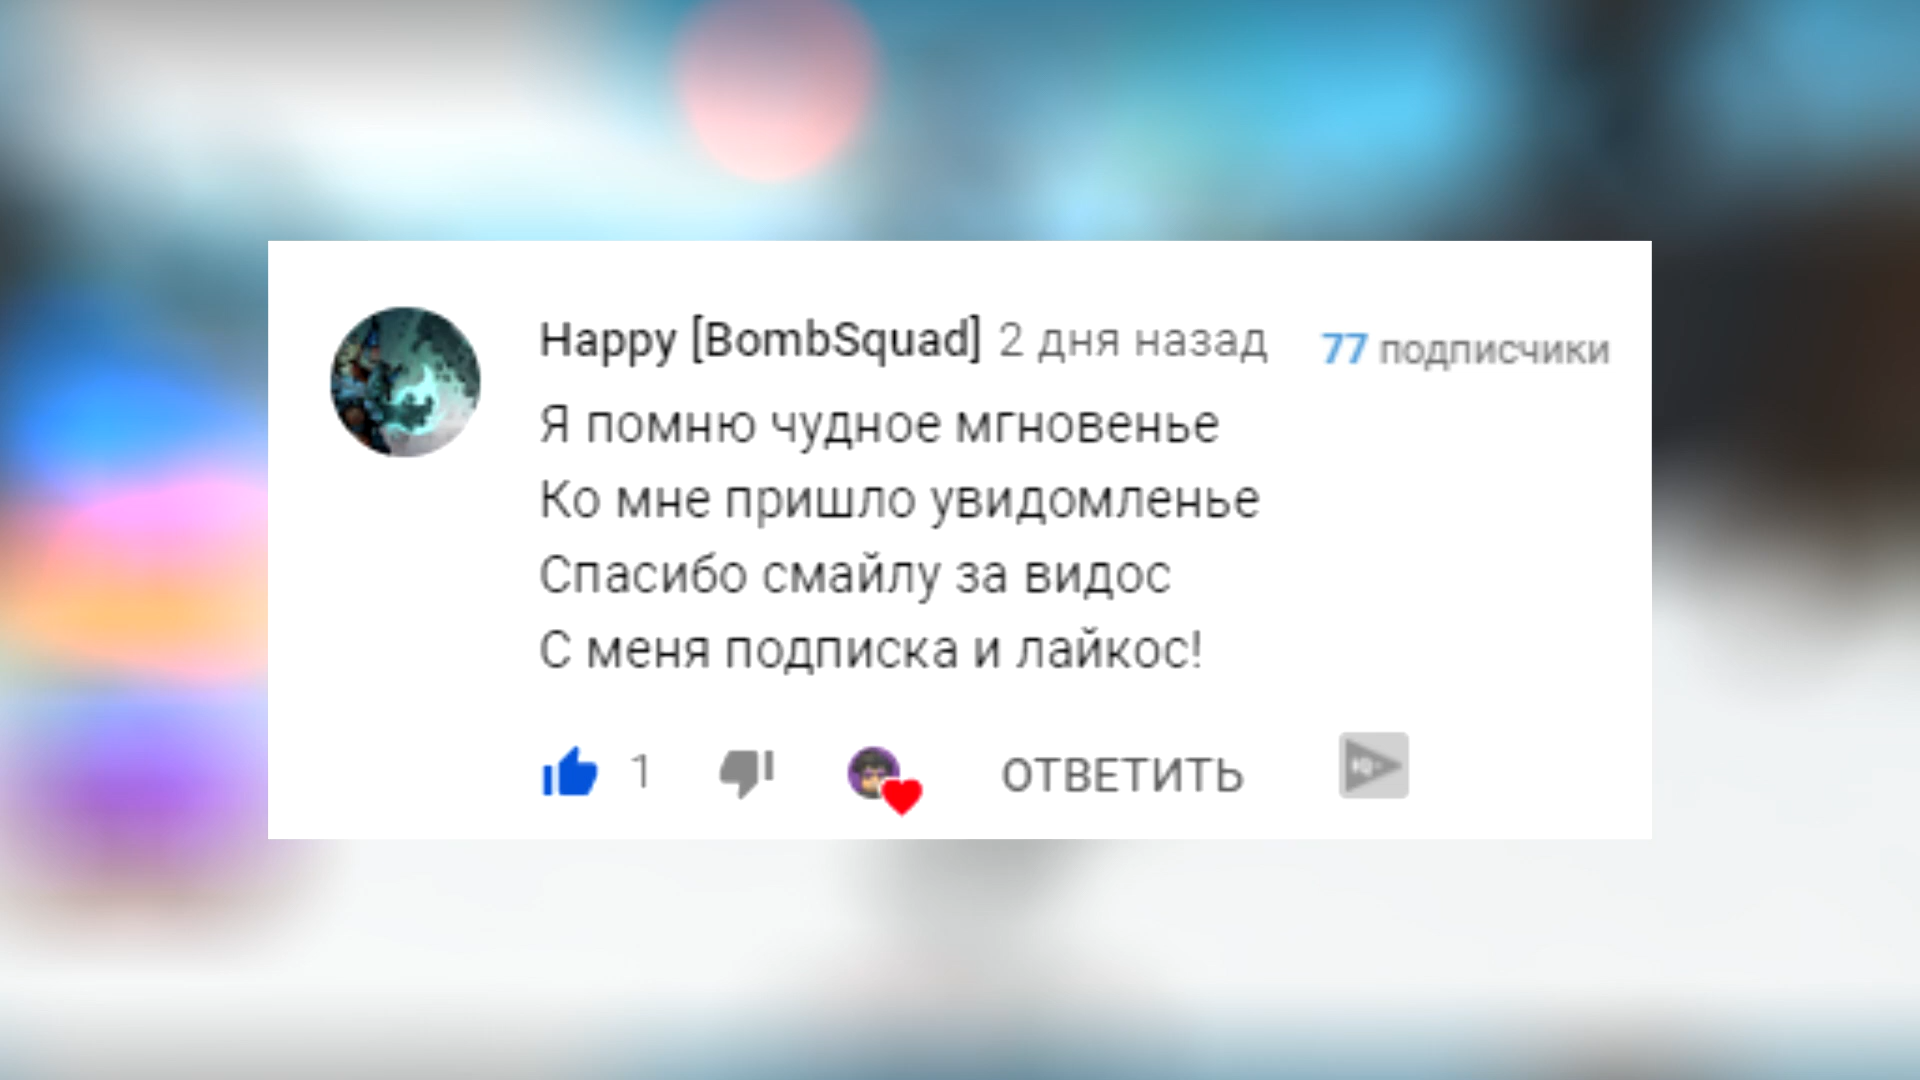 Happy [BombSquad] 2 дня назад 77 подписчики
Я помню чудное мгновенье
Ко мне пришло увидомленье
Спасибо смайлу за видос
С меня подписка и лайкос!
1 ОТВЕТИТЬ